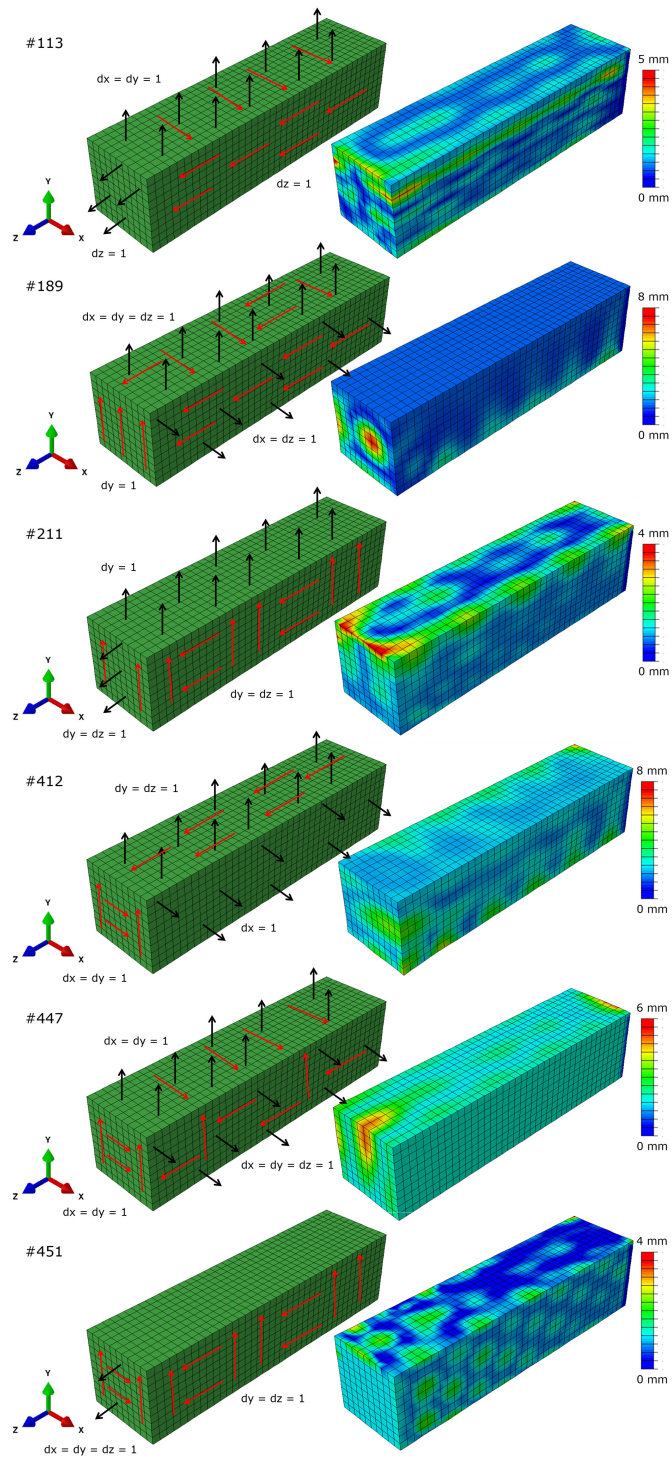 #113
dx = dy = 1
5 mm
dz = 1
0 mm
Y
Z
X
dz = 1
#189
dx = dy = dz = 1
8 mm
dx = dz = 1
0 mm
Y
Z
X
dy = 1
#211
dy = 1
4 mm
0 mm
Y
dy = dz = 1
Z
X
dy = dz = 1
#412
dy = dz = 1
8 mm
0 mm
Y
dx = 1
Z
X
dx = dy = 1
#447
dx = dy = 1
6 mm
0 mm
Y
dx = dy = dz = 1
Z
X
dx = dy = 1
#451
4 mm
0 mm
Y
dy = dz = 1
Z
X
dx = dy = dz = 1